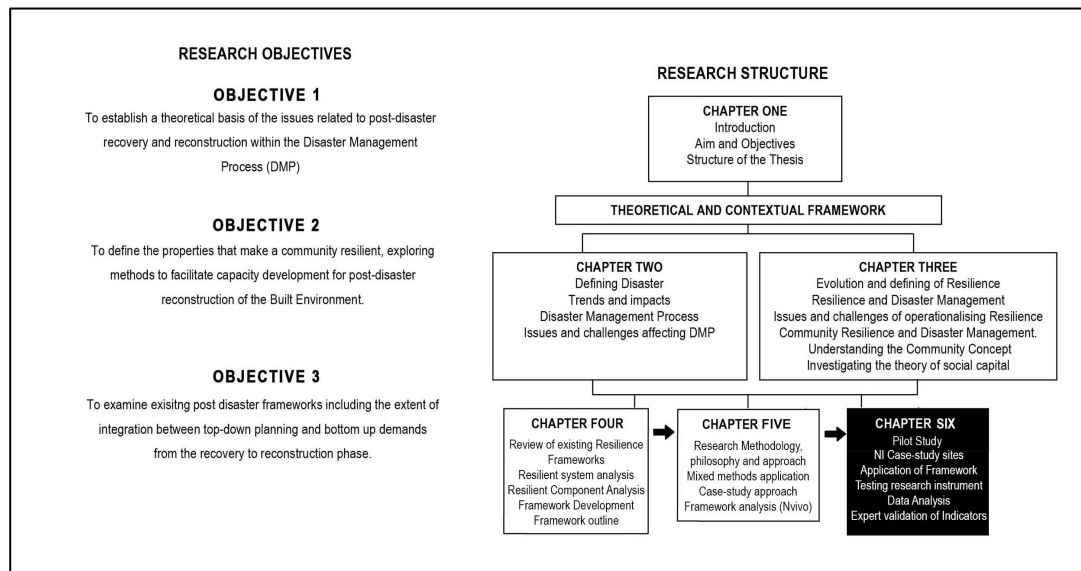 RESEARCH OBJECTIVES
OBJECTIVE 1
To establish a theoretical basis of the issues related to post-disaster
recovery and reconstruction within the Disaster Management
Process (DMP)
OBJECTIVE 2
To define the properties that make a community resilient, exploring
methods to facilitate capacity development for post-disaster
reconstruction of the Built Environment.
OBJECTIVE 3
To examine exisitng post disaster frameworks including the extent of
integration between top-down planning and bottom up demands
from the recovery to reconstruction phase.
RESEARCH STRUCTURE
CHAPTER ONE
Introduction
Aim and Objectives
Structure of the Thesis
THEORETICAL AND CONTEXTUAL FRAMEWORK
CHAPTER TWO
Defining Disaster
Trends and impacts
Disaster Management Process
Issues and challenges affecting DMP
CHAPTER THREE
Evolution and defining of Resilience
Resilience and Disaster Management
Issues and challenges of operationalising Resilience
Community Resilience and Disaster Management.
Understanding the Community Concept
Investigating the theory of social capital
CHAPTER FOUR
Review of existing Resilience
Frameworks
Resilient system analysis
Resilient Component Analysis
Framework Development
Framework outline
CHAPTER FIVE
Research Methodology,
philosophy and approach
Mixed methods application
Case-study approach
Framework analysis (Nvivo)
CHAPTER SIX
Pilot Study
NI Case-study sites
Application of Framework
Testing research instrument
Data Analysis
Expert validation of Indicators